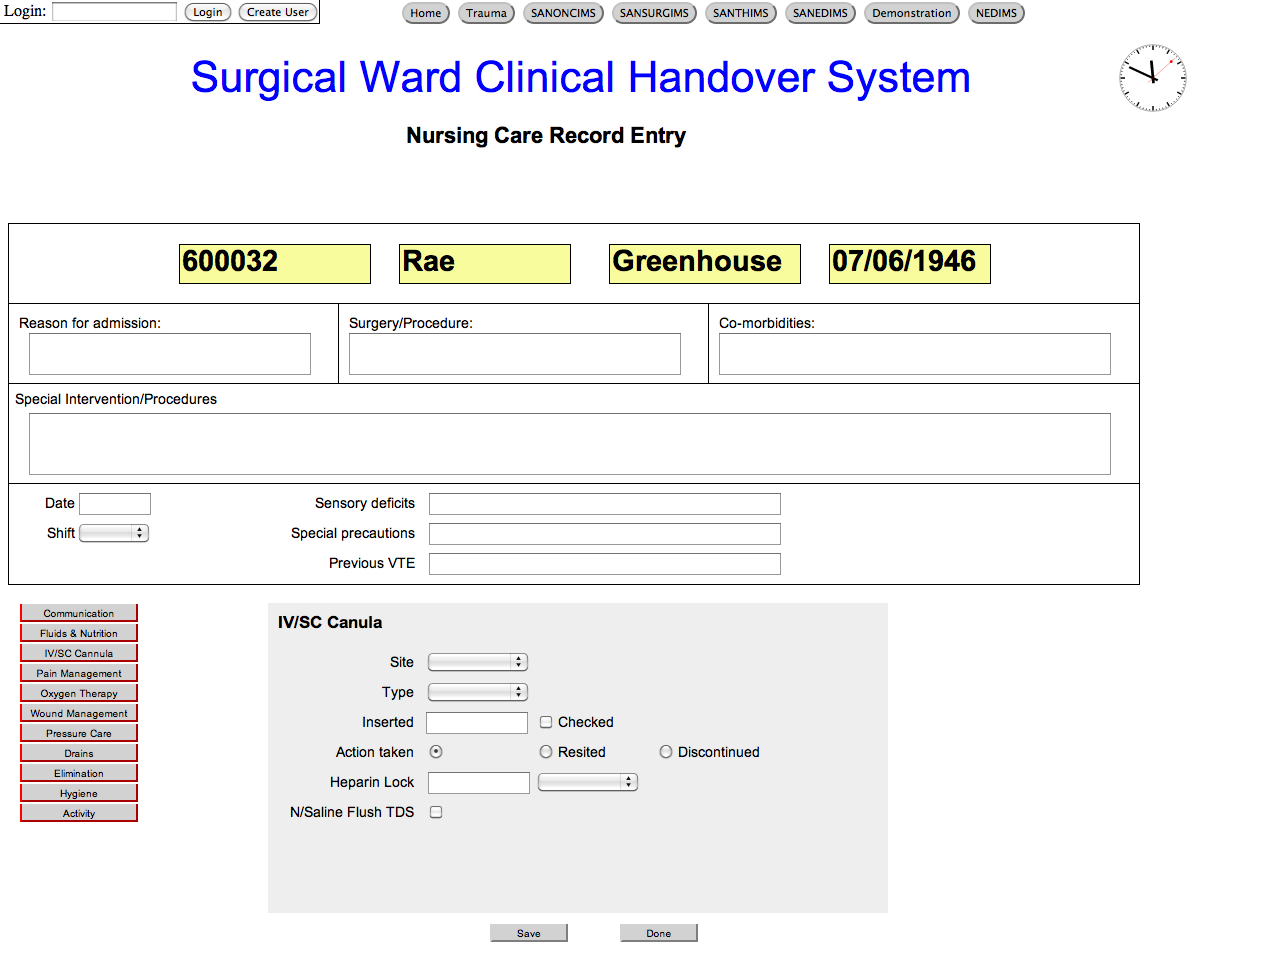 Login: Login Create User Home Trauma SANONCIMS SANSURGIMS SANTHIMS SANEDIMS Demonstration NEDIMS
Surgical Ward Clinical Handover System
Nursing Care Record Entry
600032 Rae Greenhouse 07/06/1946
Reason for admission: Surgery/Procedure: Co-morbidities:
Special Intervention/Procedures
Date Sensory deficits
Shift Special precautions
Previous VTE
Communication
Fluids & Nutrition
IV/SC Cannula
Pain Management
Oxygen Therapy
Wound Management
Pressure Care
Drains
Elimination
Hygiene
Activity
IV/SC Canula
Site
Type
Inserted Checked
Action taken Resited Discontinued
Heparin Lock
N/Saline Flush TDS
Save Done